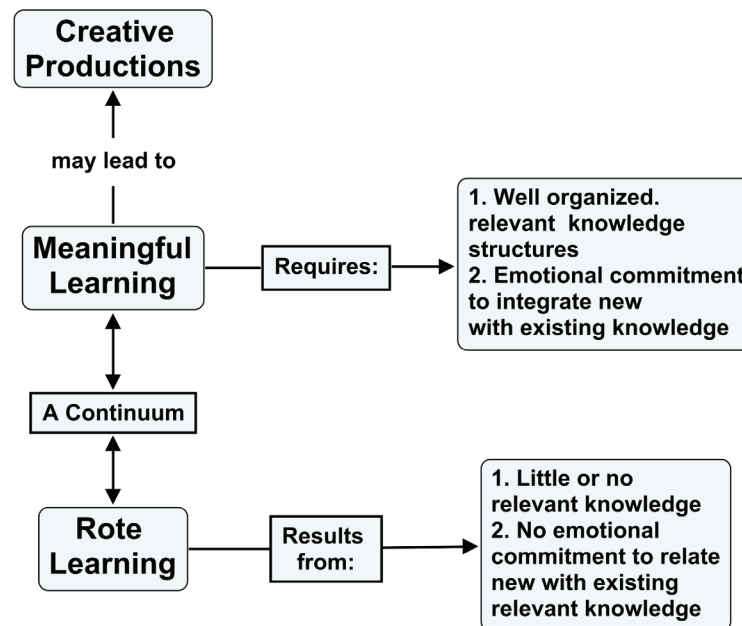 Creative
Productions
may lead to
Meaningful
Learning
Requires:
1. Well organized.
relevant knowledge
structures
2. Emotional commitment
to integrate new
with existing knowledge
A Continuum
Rote
Learning
Results
from:
1. Little or no
relevant knowledge
2. No emotional
commitment to relate
new with existing
relevant knowledge